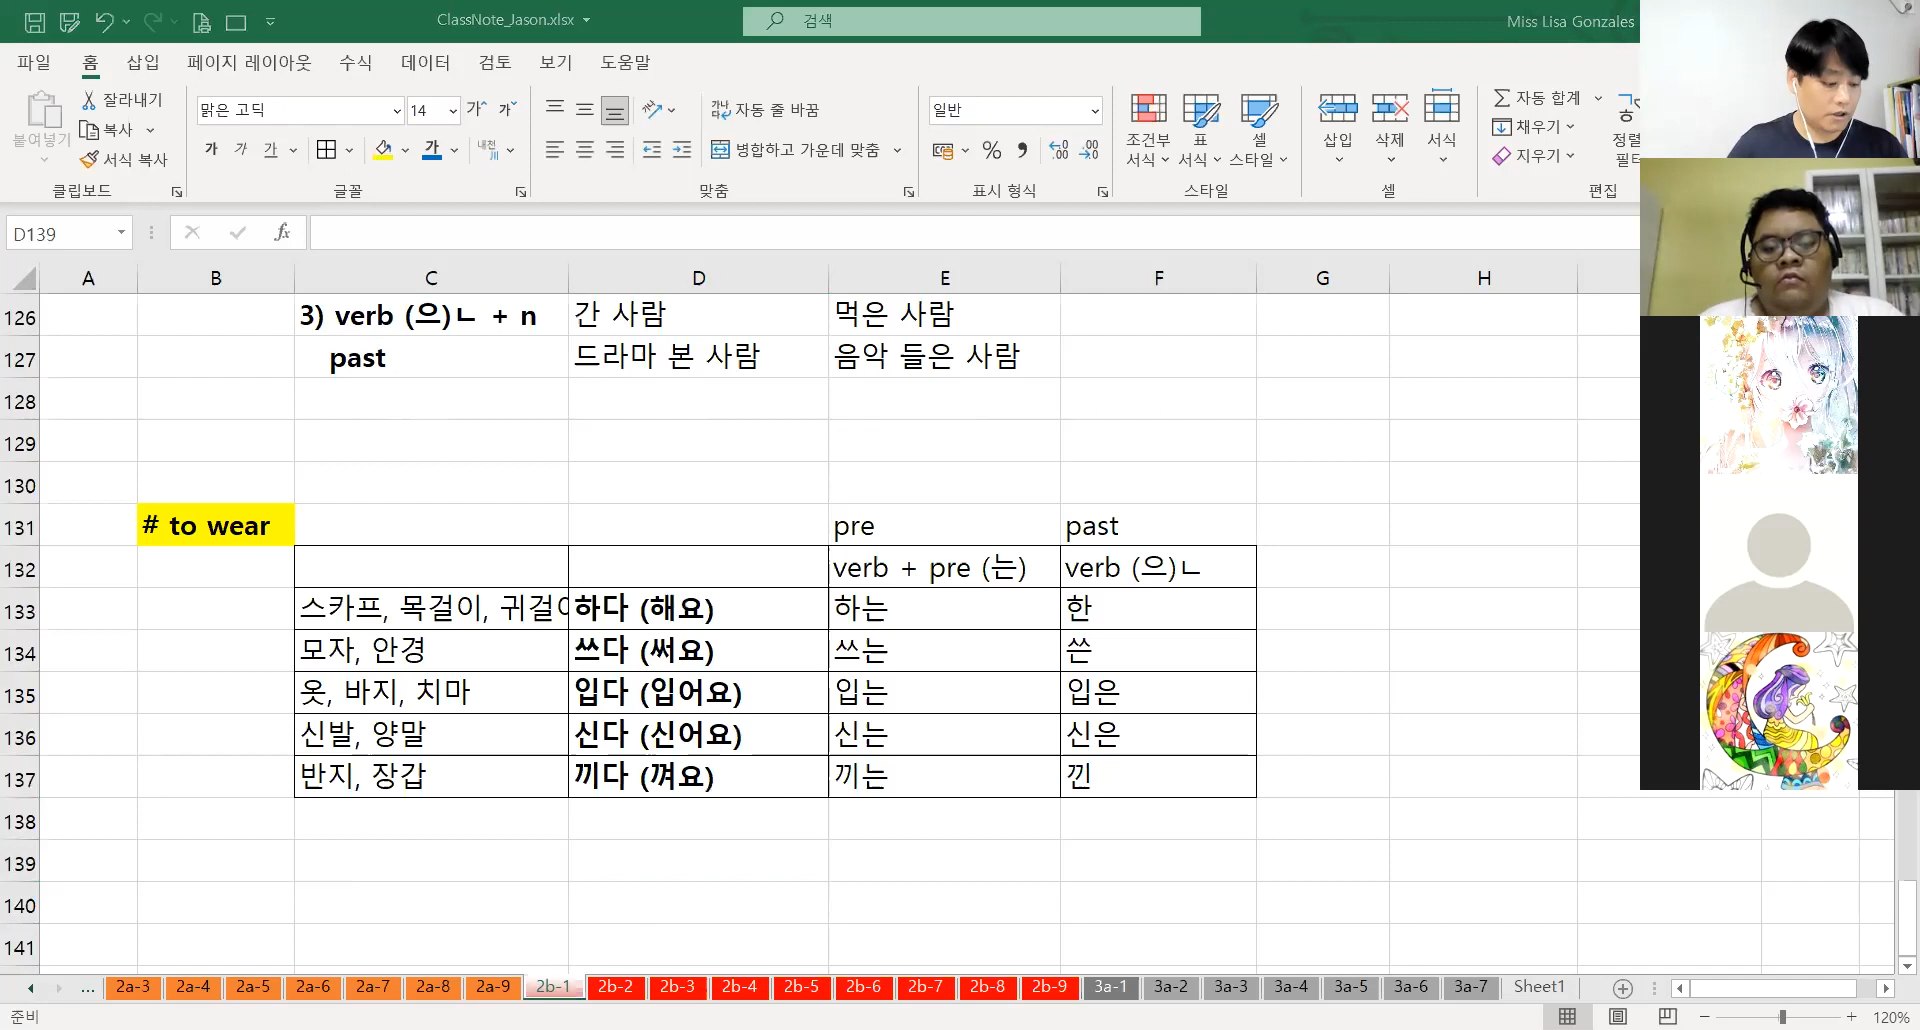 ClassNote_Jason.xlsx
검색
Miss Lisa Gonzales
파일 홈 삽입 페이지 레이아웃 수식 데이터 검토 보기 도움말
붙여넣기
잘라내기
복사
서식 복사
클립보드
맑은 고딕 14 가 가
가 가 가 가 내천
글꼴
가나다라 자동 줄 바꿈
병합하고 가운데 맞춤
맞춤
일반
% , .00
표시 형식
조건부 서식
표 서식
셀 스타일
스타일
삽입 삭제 서식
셀
자동 합계
채우기
지우기
편집
D139 fx
A B C D E F G H
126 3) verb (으)ㄴ + n 간 사람 먹은 사람
127 past 드라마 본 사람 음악 들은 사람
128
129
130
131 # to wear pre past
132 verb + pre (는) verb (으)ㄴ
133 스카프, 목걸이, 귀걸이 하다 (해요) 하는 한
134 모자, 안경 쓰다 (써요) 쓰는 쓴
135 옷, 바지, 치마 입다 (입어요) 입는 입은
136 신발, 양말 신다 (신어요) 신는 신은
137 반지, 장갑 끼다 (껴요) 끼는 낀
138
139
140
141
... 2a-3 2a-4 2a-5 2a-6 2a-7 2a-8 2a-9 2b-1 2b-2 2b-3 2b-4 2b-5 2b-6 2b-7 2b-8 2b-9 3a-1 3a-2 3a-3 3a-4 3a-5 3a-6 3a-7 Sheet1
준비 120%